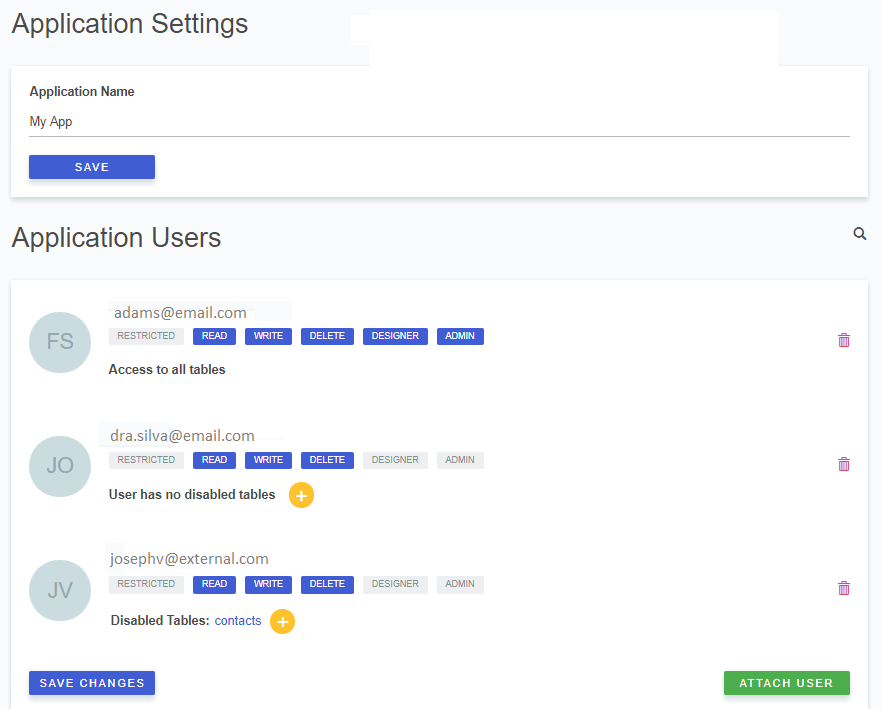 Application Settings
Application Name
My App
SAVE
Application Users
FS
adams@email.com
RESTRICTED READ WRITE DELETE DESIGNER ADMIN
Access to all tables
JO
dra.silva@email.com
RESTRICTED READ WRITE DELETE DESIGNER ADMIN
User has no disabled tables +
JV
josephv@external.com
RESTRICTED READ WRITE DELETE DESIGNER ADMIN
Disabled Tables: contacts +
SAVE CHANGES ATTACH USER